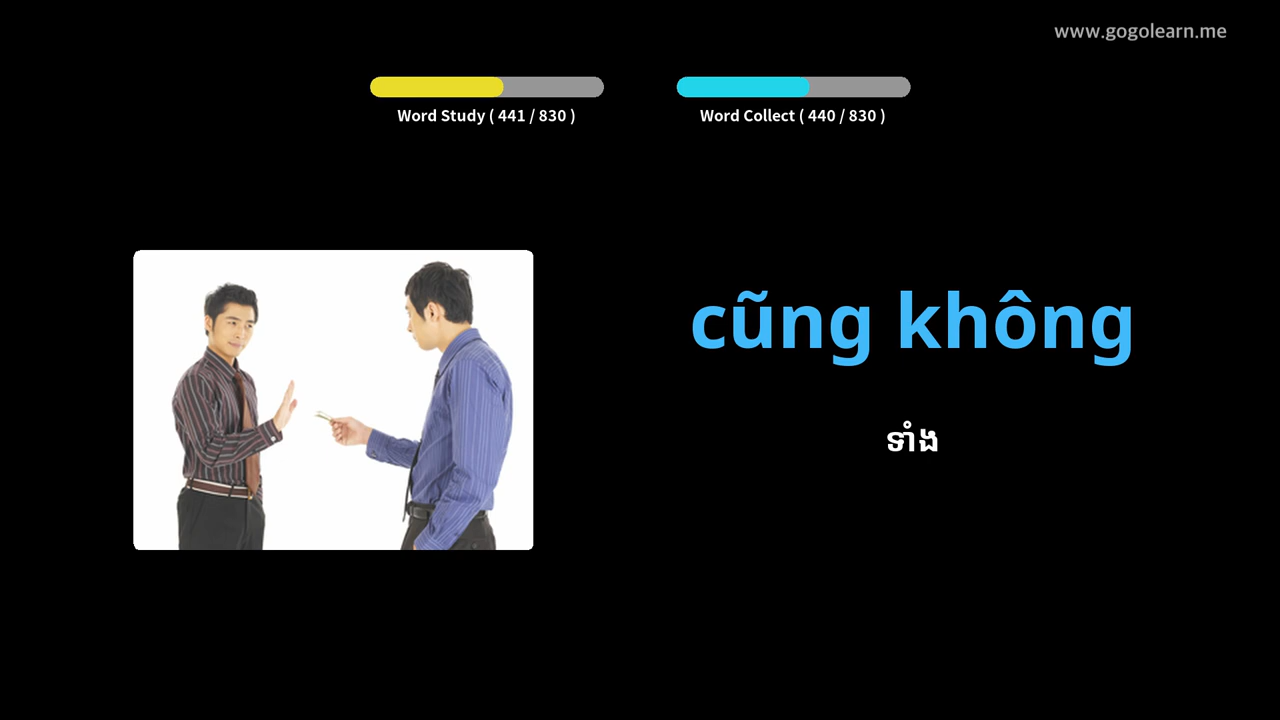 www.gogolearn.me
Word Study ( 441 / 830 )
Word Collect ( 440 / 830 )
cũng không
ទាំង